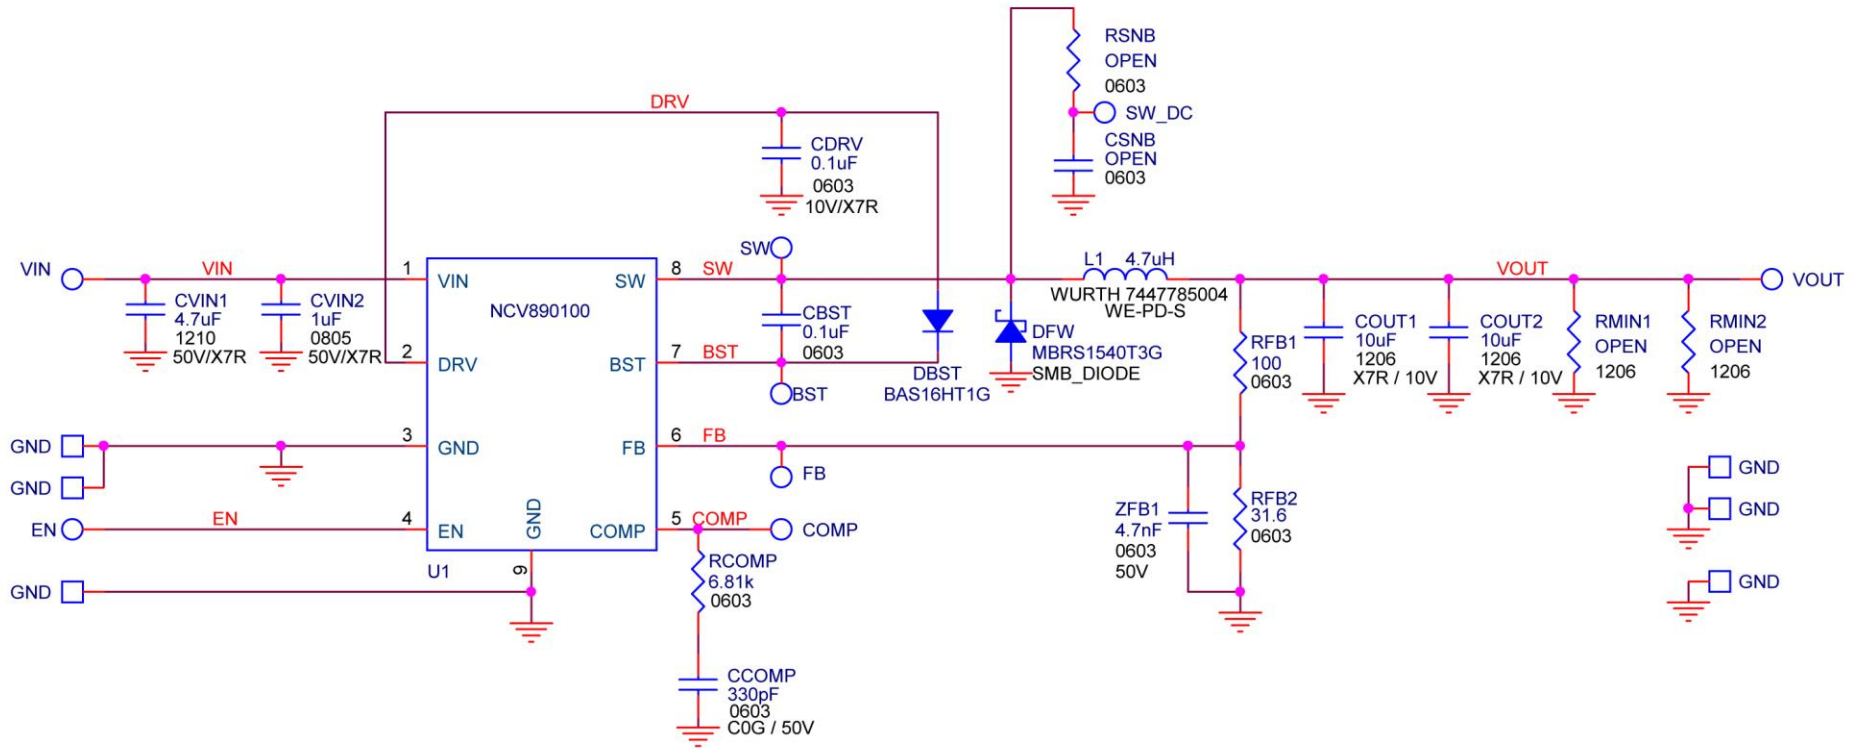 RSNB
OPEN
0603
SW_DC
CSNB
OPEN
0603
DRV
CDRV
0.1uF
0603
10V/X7R
VIN
VIN
CVIN1
4.7uF
1210
50V/X7R
CVIN2
1uF
0805
50V/X7R
1
VIN
2
DRV
GND
GND
3
GND
EN
EN
4
EN
GND
9
GND
U1
NCV890100
SW
8
SW
SW
BST
7
BST
FB
6
FB
COMP
5
COMP
CBST
0.1uF
0603
BST
DBST
BAS16HT1G
DFW
MBRS1540T3G
SMB_DIODE
L1 4.7uH
WURTH 7447785004
WE-PD-S
VOUT
VOUT
RFB1
100
0603
COUT1
10uF
1206
X7R / 10V
COUT2
10uF
1206
X7R / 10V
RMIN1
OPEN
1206
RMIN2
OPEN
1206
FB
COMP
RCOMP
6.81k
0603
CCOMP
330pF
0603
C0G / 50V
ZFB1
4.7nF
0603
50V
RFB2
31.6
0603
GND
GND
GND